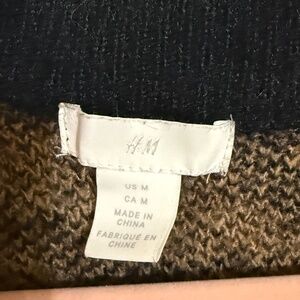 H&M
US M
CA M
MADE IN
CHINA
FABRIQUÉ EN
CHINE